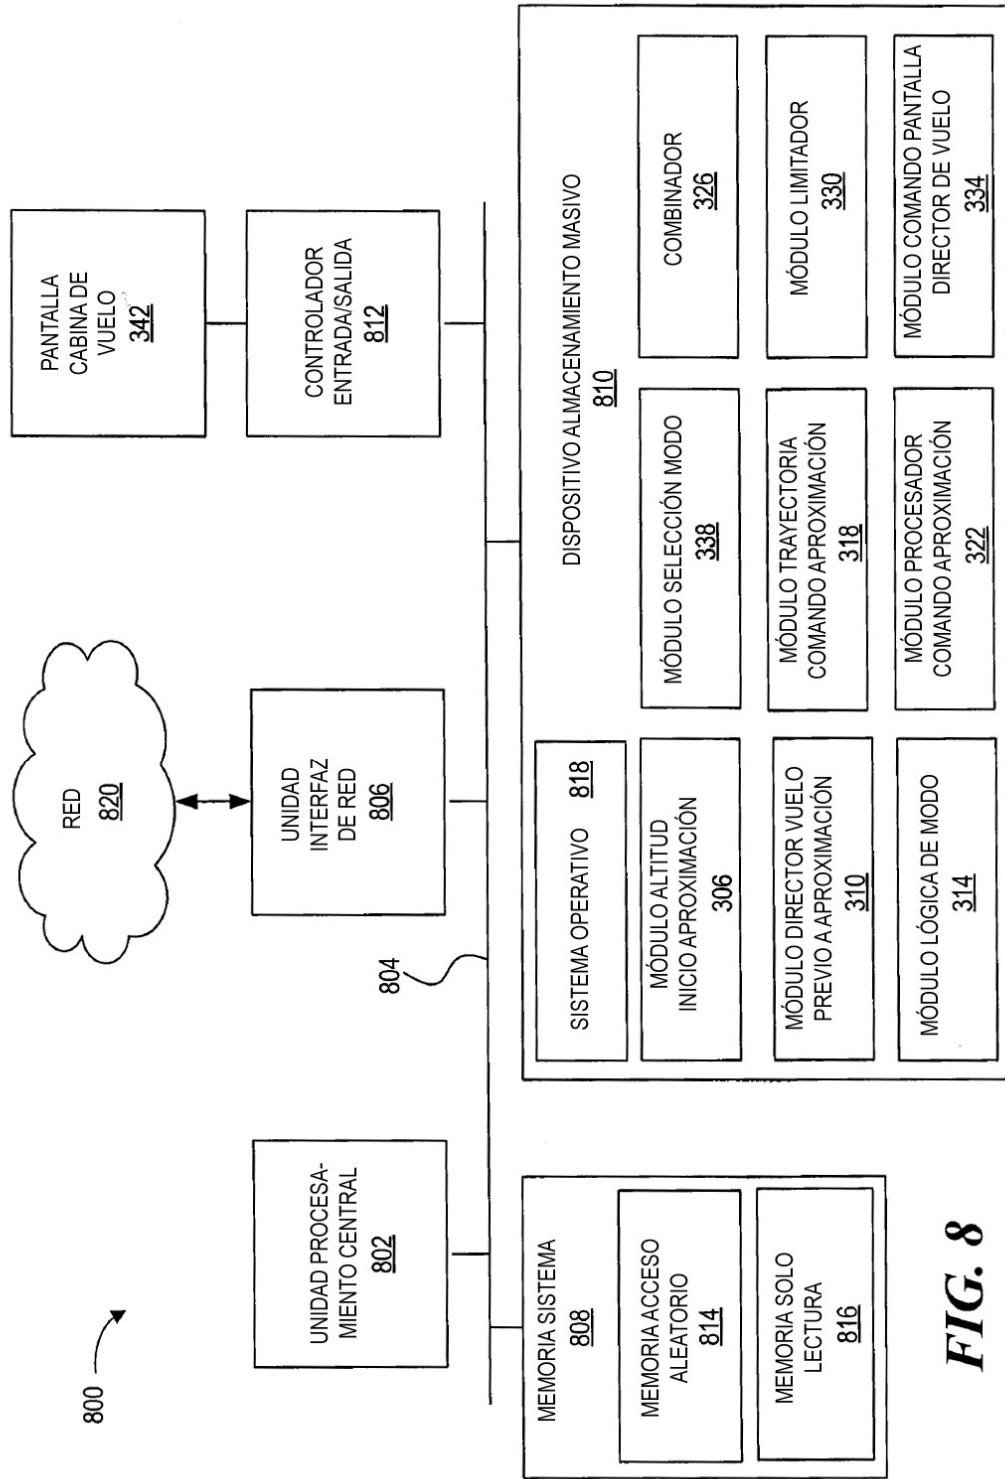 800
RED
820
PANTALLA
CABINA DE
VUELO
342
UNIDAD PROCESA-
MIENTO CENTRAL
802
UNIDAD
INTERFAZ
DE RED
806
CONTROLADOR
ENTRADA/SALIDA
812
804
MEMORIA SISTEMA
808
MEMORIA ACCESO
ALEATORIO
814
MEMORIA SOLO
LECTURA
816
DISPOSITIVO ALMACENAMIENTO MASIVO
810
SISTEMA OPERATIVO 818
MÓDULO ALTITUD
INICIO APROXIMACIÓN
306
MÓDULO SELECCIÓN MODO
338
COMBINADOR
326
MÓDULO DIRECTOR VUELO
PREVIO A APROXIMACIÓN
310
MÓDULO TRAYECTORIA
COMANDO APROXIMACIÓN
318
MÓDULO LIMITADOR
330
MÓDULO LÓGICA DE MODO
314
MÓDULO PROCESADOR
COMANDO APROXIMACIÓN
322
MÓDULO COMANDO PANTALLA
DIRECTOR DE VUELO
334
FIG. 8